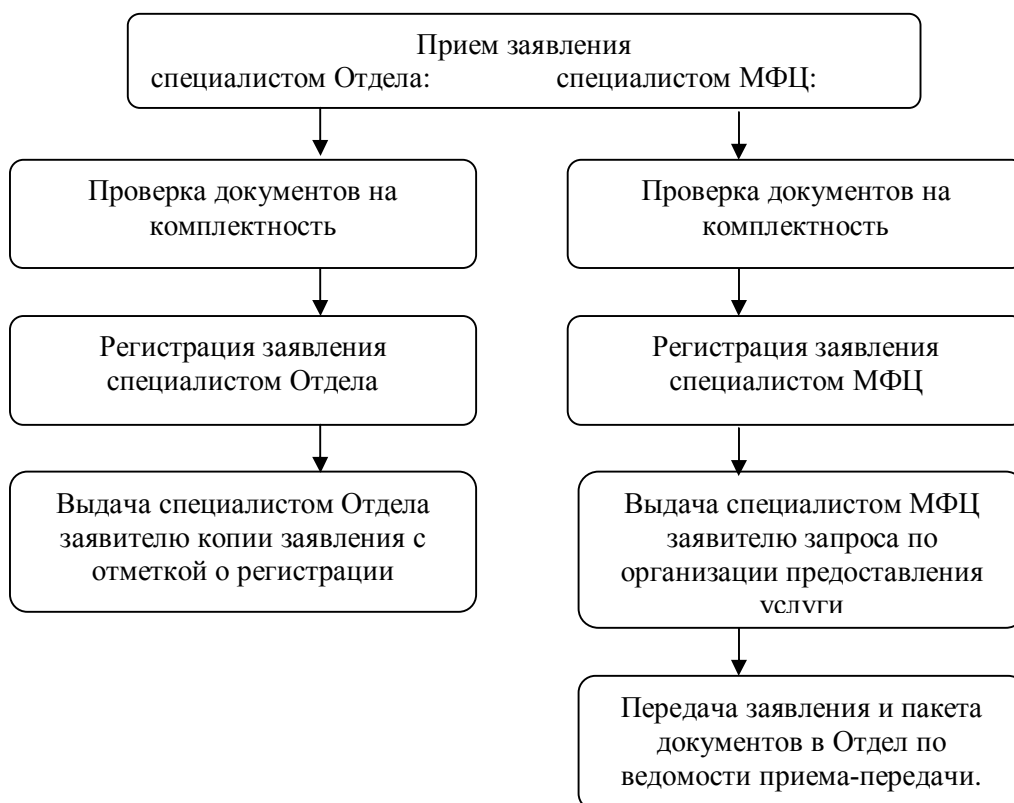 Прием заявления
специалистом Отдела: специалистом МФЦ:
Проверка документов на
комплектность
Проверка документов на
комплектность
Регистрация заявления
специалистом Отдела
Регистрация заявления
специалистом МФЦ
Выдача специалистом Отдела
заявителю копии заявления с
отметкой о регистрации
Выдача специалистом МФЦ
заявителю запроса по
организации предоставления
услуги
Передача заявления и пакета
документов в Отдел по
ведомости приема-передачи.